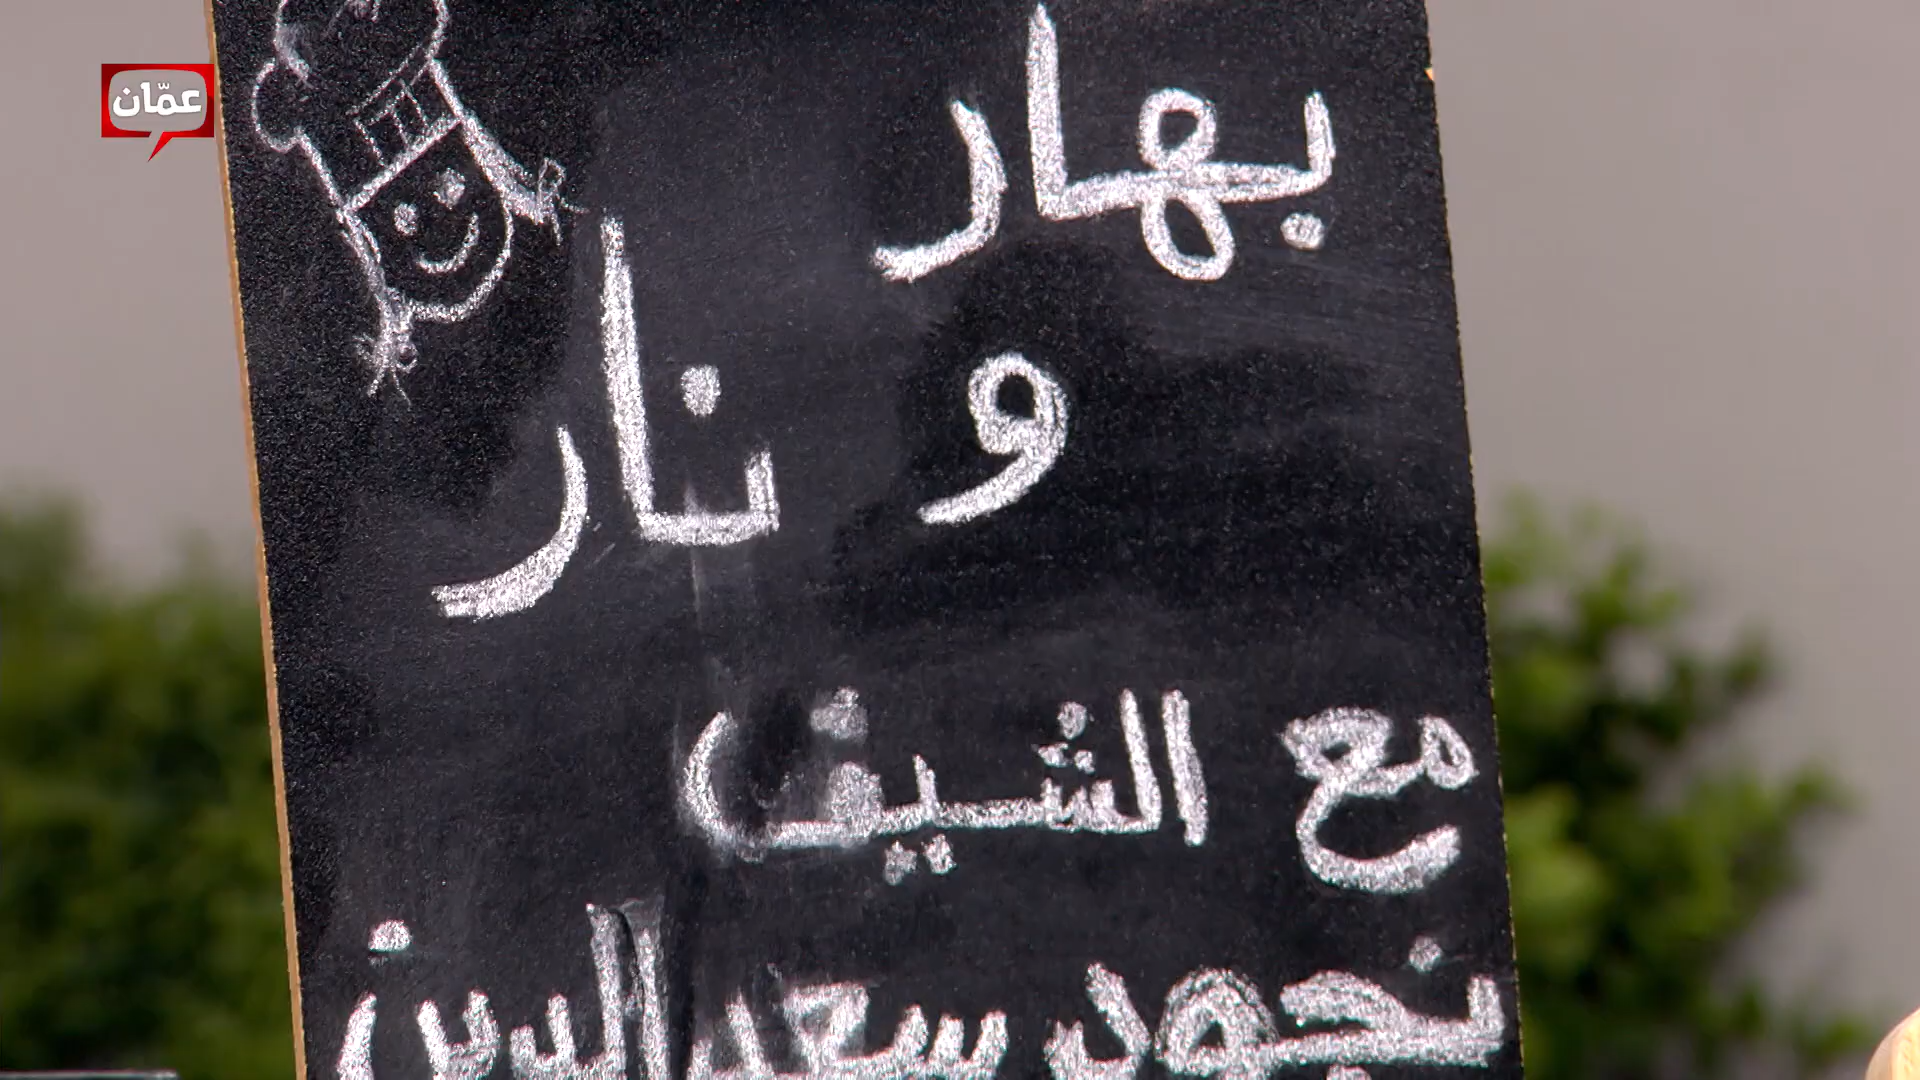 عمّان
بهار
و نار
مع الشيف
نجود سعد الدين